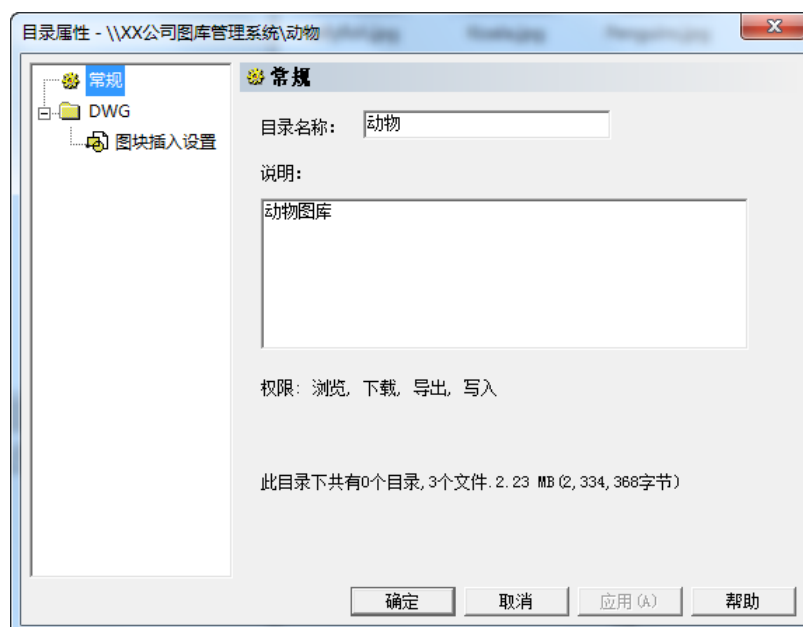 目录属性 - \\XX公司图库管理系统\动物
常规
DWG
图块插入设置
常规
目录名称: 动物
说明:
动物图库
权限: 浏览, 下载, 导出, 写入
此目录下共有0个目录,3个文件.2.23 MB(2,334,368字节)
确定 取消 应用(A) 帮助